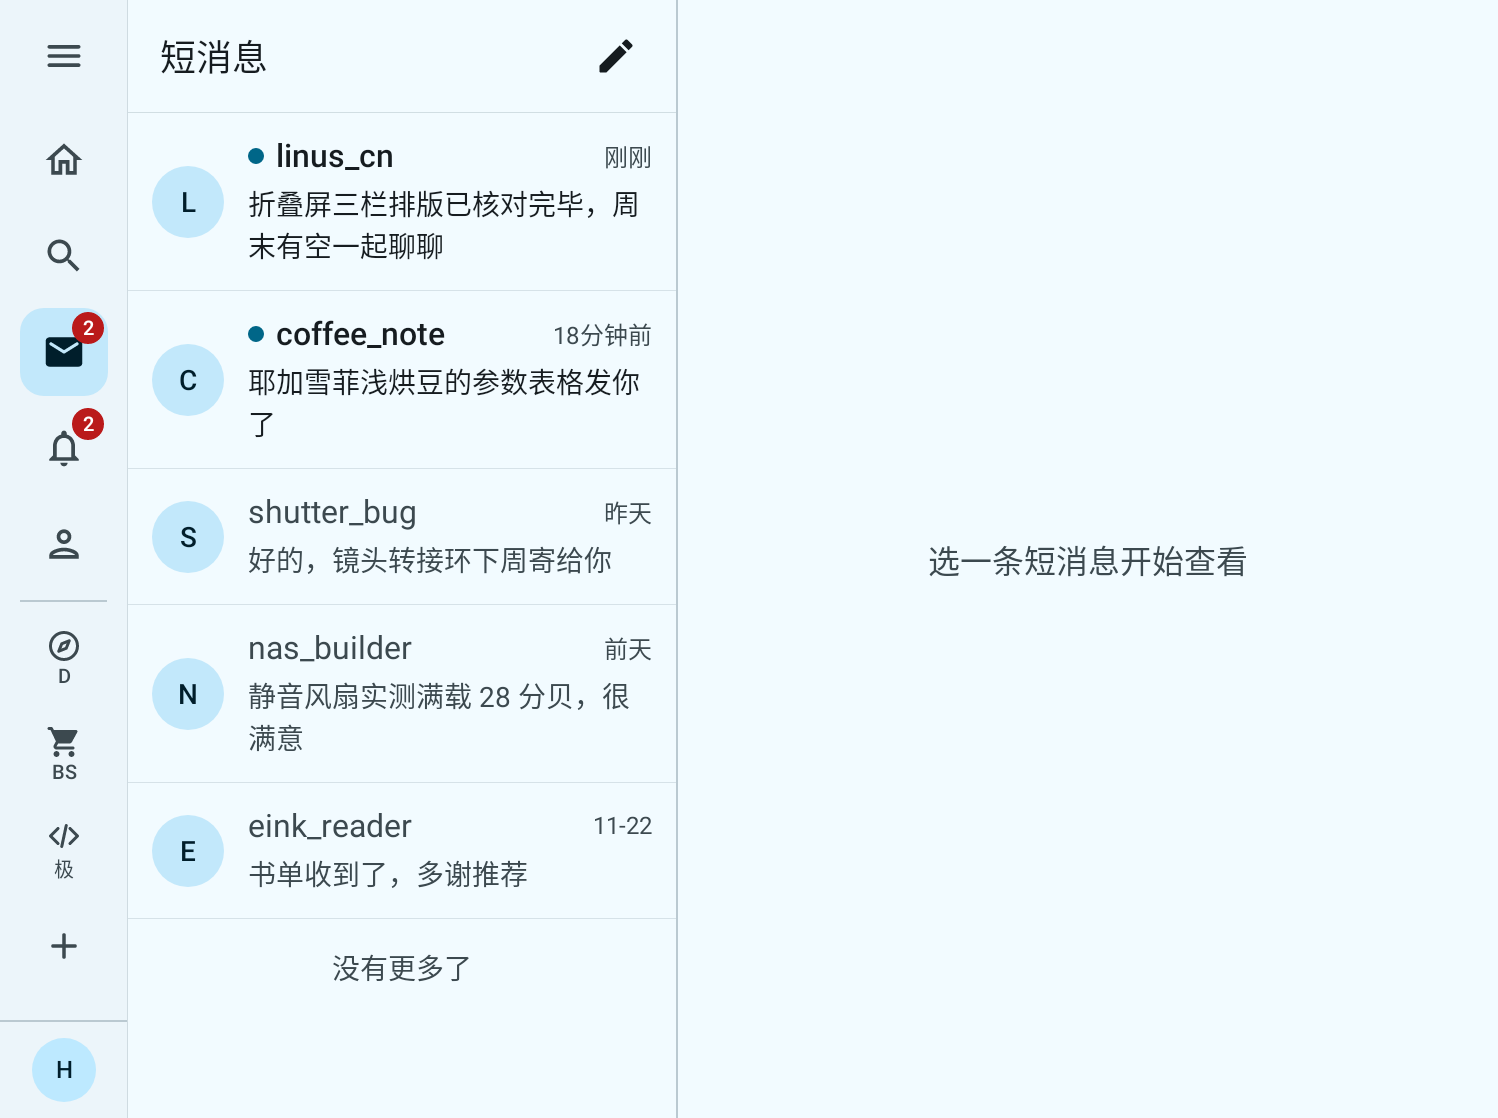 短消息
linus_cn
刚刚
L
折叠屏三栏排版已核对完毕，周
末有空一起聊聊
coffee_note
18分钟前
C
耶加雪菲浅烘豆的参数表格发你
了
shutter_bug
昨天
S
好的，镜头转接环下周寄给你
nas_builder
前天
N
静音风扇实测满载 28 分贝，很
满意
eink_reader
11-22
E
书单收到了，多谢推荐
没有更多了
2
2
D
BS
极
H
选一条短消息开始查看